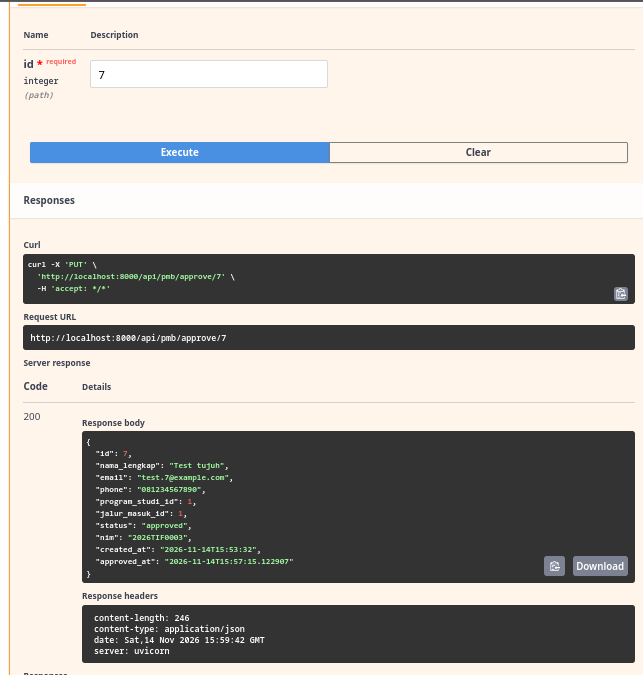 Name Description
id * required
integer
(path)
7
Execute Clear
Responses
Curl
curl -X 'PUT' \
'http://localhost:8000/api/pmb/approve/7' \
-H 'accept: */*'
Request URL
http://localhost:8000/api/pmb/approve/7
Server response
Code Details
200
Response body
{
"id": 7,
"nama_lengkap": "Test tujuh",
"email": "test.7@example.com",
"phone": "081234567890",
"program_studi_id": 1,
"jalur_masuk_id": 1,
"status": "approved",
"nim": "2026TIF0003",
"created_at": "2026-11-14T15:53:32",
"approved_at": "2026-11-14T15:57:15.122907"
}
Download
Response headers
content-length: 246
content-type: application/json
date: Sat,14 Nov 2026 15:59:42 GMT
server: uvicorn
Responses